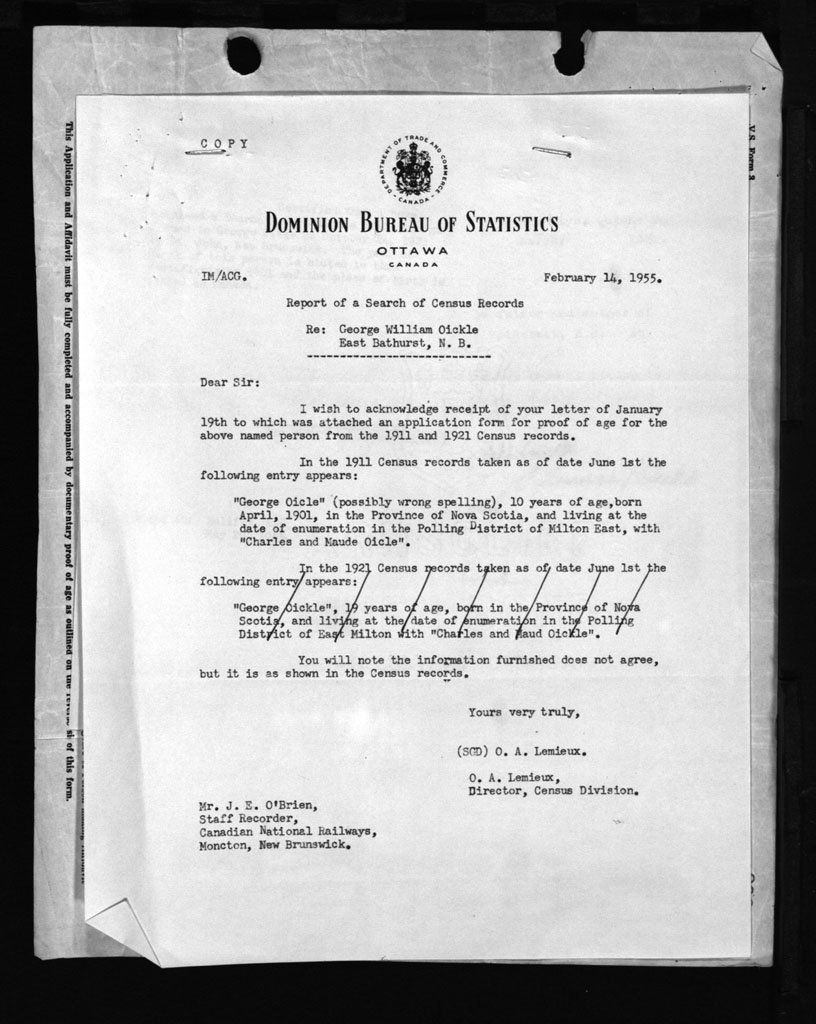 COPY
DEPARTMENT OF TRADE AND COMMERCE
CANADA
DOMINION BUREAU OF STATISTICS
OTTAWA
CANADA
IM/ACG. February 14, 1955.
Report of a Search of Census Records
Re: George William Oickle
East Bathurst, N. B.
Dear Sir:
I wish to acknowledge receipt of your letter of January
19th to which was attached an application form for proof of age for the
above named person from the 1911 and 1921 Census records.
In the 1911 Census records taken as of date June 1st the
following entry appears:
"George Oicle" (possibly wrong spelling), 10 years of age,born
April, 1901, in the Province of Nova Scotia, and living at the
date of enumeration in the Polling District of Milton East, with
"Charles and Maude Oicle".
In the 1921 Census records taken as of date June 1st the
following entry appears:
"George Oickle", 19 years of age, born in the Province of Nova
Scotia, and living at the date of enumeration in the Polling
District of East Milton with "Charles and Maud Oickle".
You will note the information furnished does not agree,
but it is as shown in the Census records.
Yours very truly,
(SGD) O. A. Lemieux.
O. A. Lemieux,
Director, Census Division.
Mr. J. E. O'Brien,
Staff Recorder,
Canadian National Railways,
Moncton, New Brunswick.
This Application and Affidavit must be fully completed and accompanied by documentary proof of age as outlined on the of this form.
V.S. Form 3